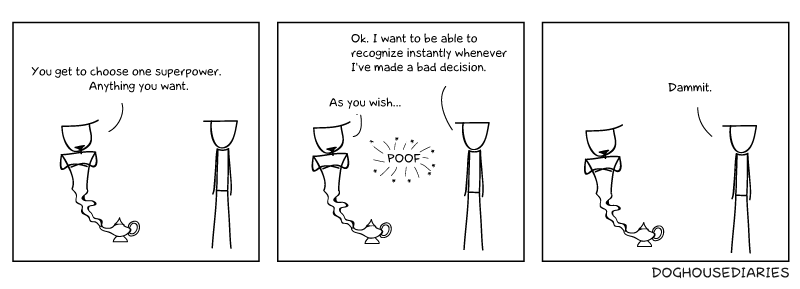 You get to choose one superpower.
Anything you want.
Ok. I want to be able to
recognize instantly whenever
I've made a bad decision.
As you wish...
POOF
Dammit.
DOGHOUSEDIARIES